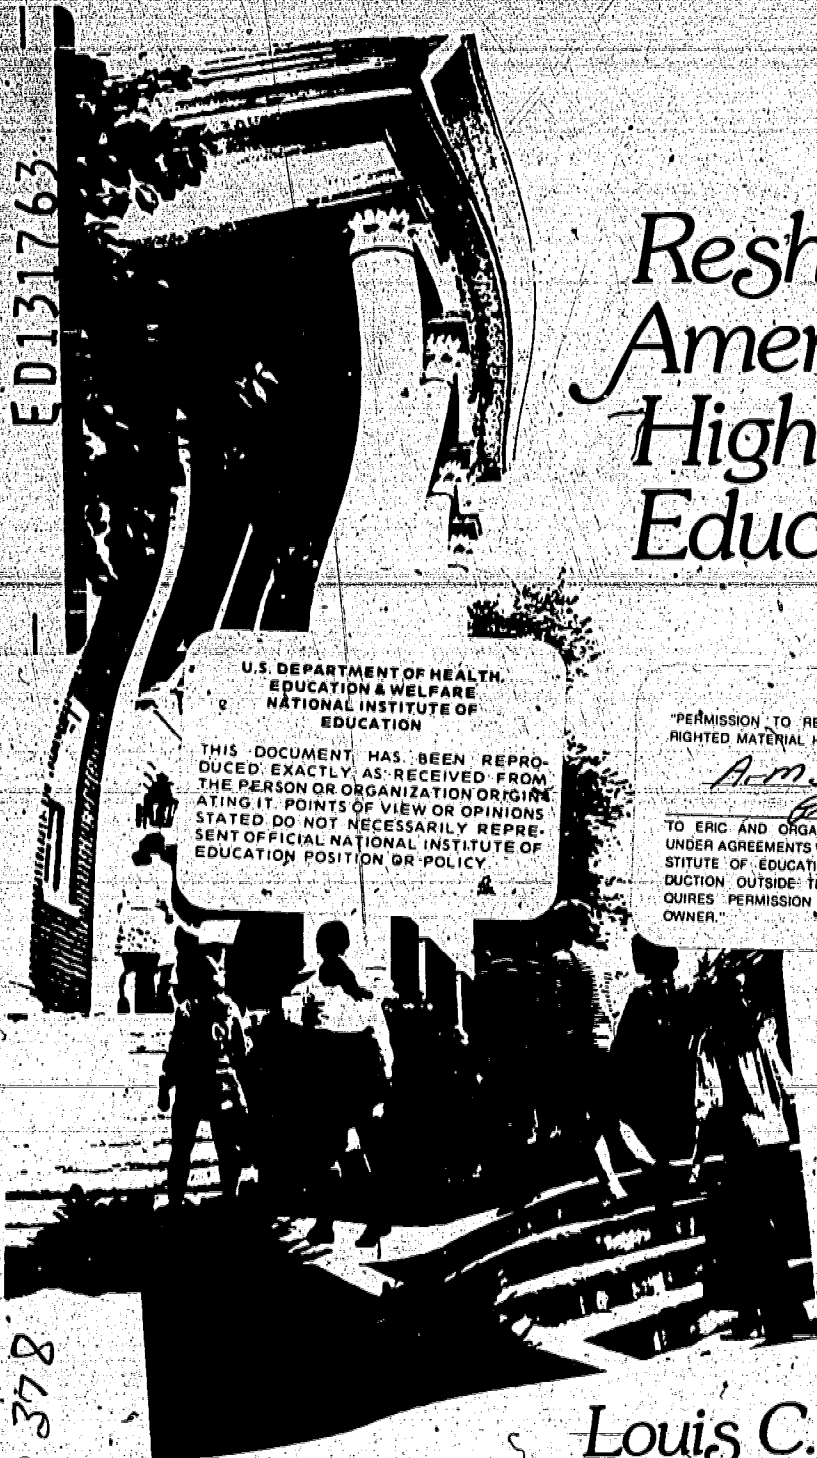 ED131763
Resh
Amer
High
Educ
U.S. DEPARTMENT OF HEALTH,
EDUCATION & WELFARE
NATIONAL INSTITUTE OF
EDUCATION
THIS DOCUMENT HAS BEEN REPRO-
DUCED EXACTLY AS RECEIVED FROM
THE PERSON OR ORGANIZATION ORIGIN-
ATING IT. POINTS OF VIEW OR OPINIONS
STATED DO NOT NECESSARILY REPRE-
SENT OFFICIAL NATIONAL INSTITUTE OF
EDUCATION POSITION OR POLICY.
"PERMISSION TO RE
RIGHTED MATERIAL H
A.M.
TO ERIC AND ORGA
UNDER AGREEMENTS
STITUTE OF EDUCATI
DUCTION OUTSIDE T
QUIRES PERMISSION
OWNER."
378
Louis C.